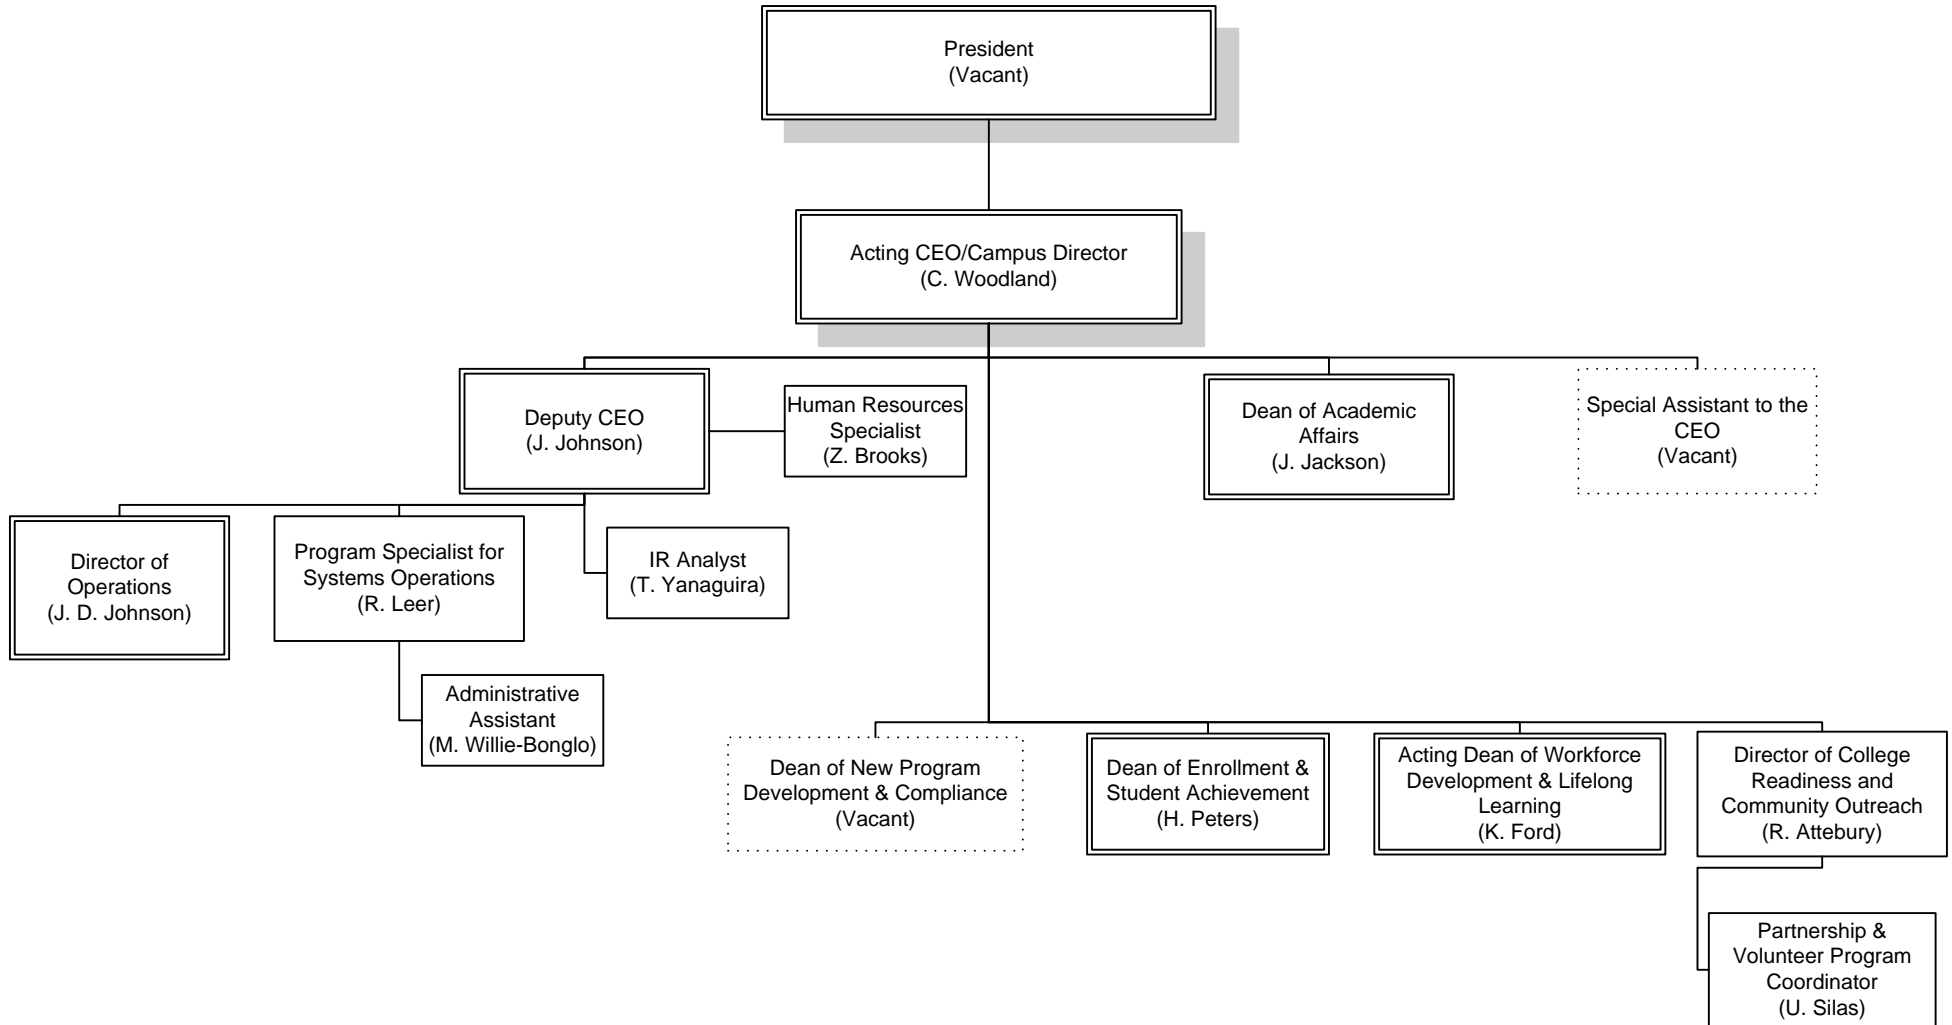 President
(Vacant)
Acting CEO/Campus Director
(C. Woodland)
Deputy CEO
(J. Johnson)
Human Resources
Specialist
(Z. Brooks)
Dean of Academic
Affairs
(J. Jackson)
Special Assistant to the
CEO
(Vacant)
Director of
Operations
(J. D. Johnson)
Program Specialist for
Systems Operations
(R. Leer)
IR Analyst
(T. Yanaguira)
Administrative
Assistant
(M. Willie-Bonglo)
Dean of New Program
Development & Compliance
(Vacant)
Dean of Enrollment &
Student Achievement
(H. Peters)
Acting Dean of Workforce
Development & Lifelong
Learning
(K. Ford)
Director of College
Readiness and
Community Outreach
(R. Attebury)
Partnership &
Volunteer Program
Coordinator
(U. Silas)